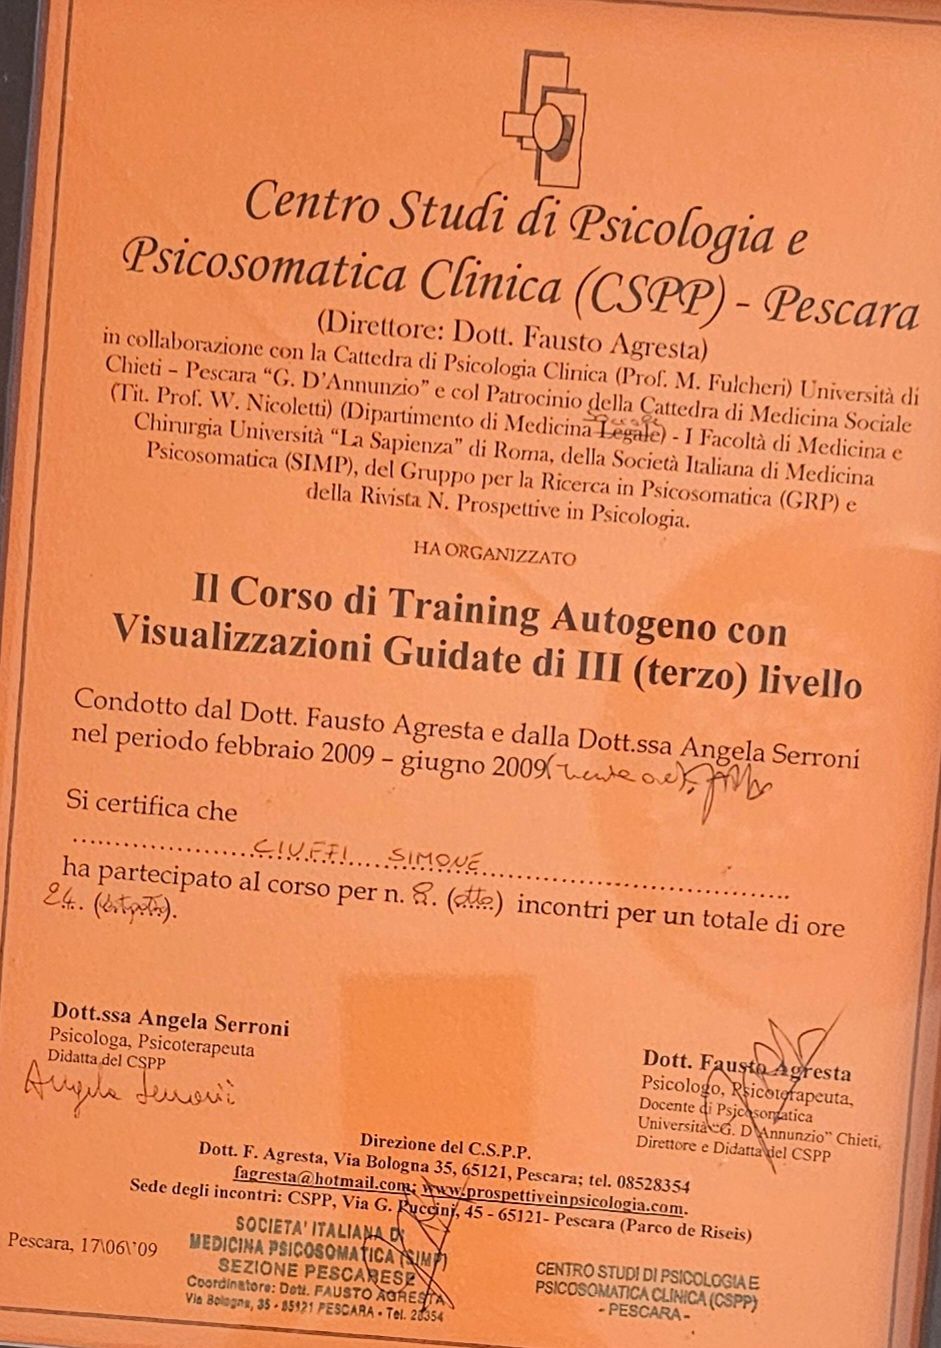 Centro Studi di Psicologia e
Psicosomatica Clinica (CSPP) - Pescara
(Direttore: Dott. Fausto Agresta)
in collaborazione con la Cattedra di Psicologia Clinica (Prof. M. Fulcheri) Università di
Chieti – Pescara “G. D’Annunzio” e col Patrocinio della Cattedra di Medicina Sociale
(Tit. Prof. W. Nicoletti) (Dipartimento di Medicina Legale) - I Facoltà di Medicina e
Chirurgia Università “La Sapienza” di Roma, della Società Italiana di Medicina
Psicosomatica (SIMP), del Gruppo per la Ricerca in Psicosomatica (GRP) e
della Rivista N. Prospettive in Psicologia.
HA ORGANIZZATO
Il Corso di Training Autogeno con
Visualizzazioni Guidate di III (terzo) livello
Condotto dal Dott. Fausto Agresta e dalla Dott.ssa Angela Serroni
nel periodo febbraio 2009 – giugno 2009
Si certifica che
CIUFFI SIMONE
ha partecipato al corso per n. 8. (otto) incontri per un totale di ore
24.
Dott.ssa Angela Serroni
Psicologa, Psicoterapeuta
Didatta del CSPP
Angela Serroni
Dott. Fausto Agresta
Psicologo, Psicoterapeuta,
Docente di Psicosomatica
Università “G. D’Annunzio” Chieti,
Direttore e Didatta del CSPP
Direzione del C.S.P.P.
Dott. F. Agresta, Via Bologna 35, 65121, Pescara; tel. 08528354
fagresta@hotmail.com; www.prospettiveinpsicologia.com.
Sede degli incontri: CSPP, Via G. Puccini, 45 - 65121- Pescara (Parco de Riseis)
Pescara, 17\06\'09
SOCIETA' ITALIANA DI
MEDICINA PSICOSOMATICA (SIMP)
SEZIONE PESCARESE
Coordinatore: Dott. FAUSTO AGRESTA
Via Bologna, 35 - 65121 PESCARA - Tel. 28354
CENTRO STUDI DI PSICOLOGIA E
PSICOSOMATICA CLINICA (CSPP)
- PESCARA -